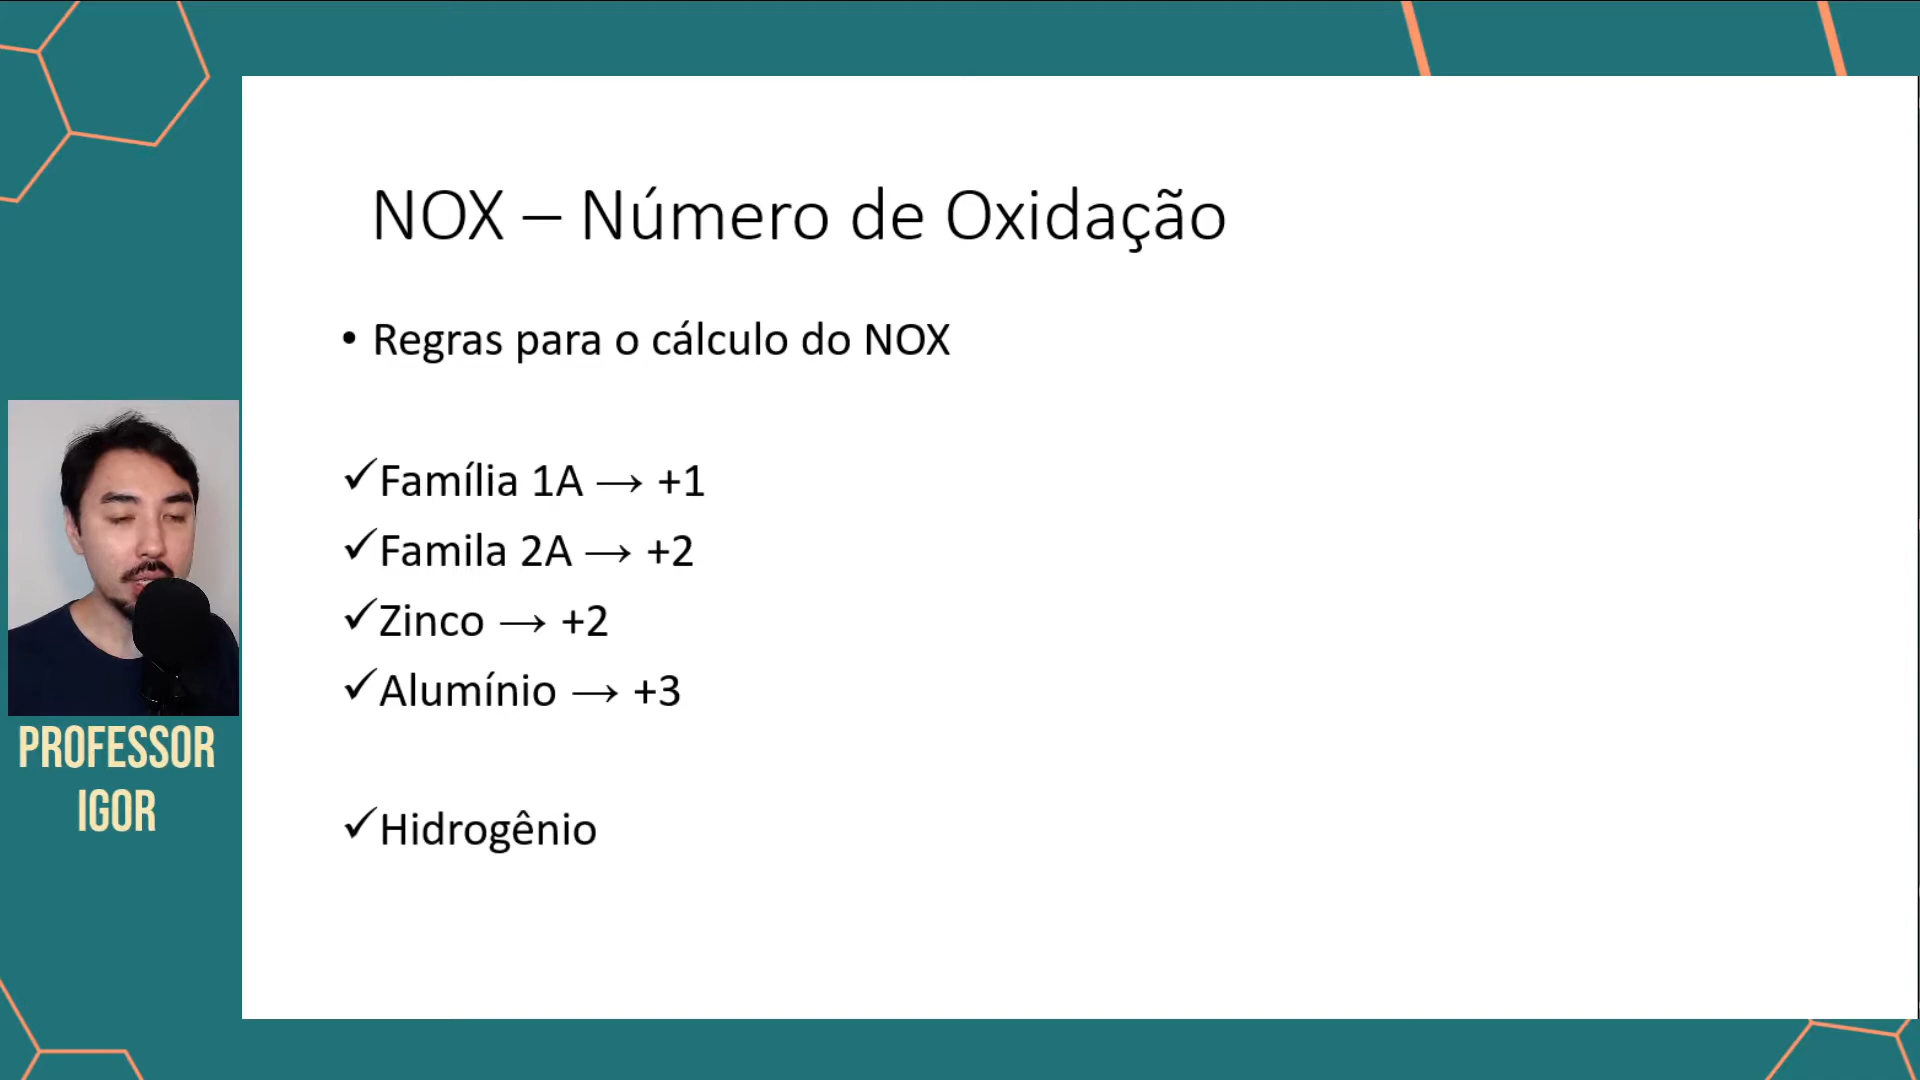 NOX – Número de Oxidação
• Regras para o cálculo do NOX
✓Família 1A → +1
✓Famila 2A → +2
✓Zinco → +2
✓Alumínio → +3
✓Hidrogênio
PROFESSOR
IGOR